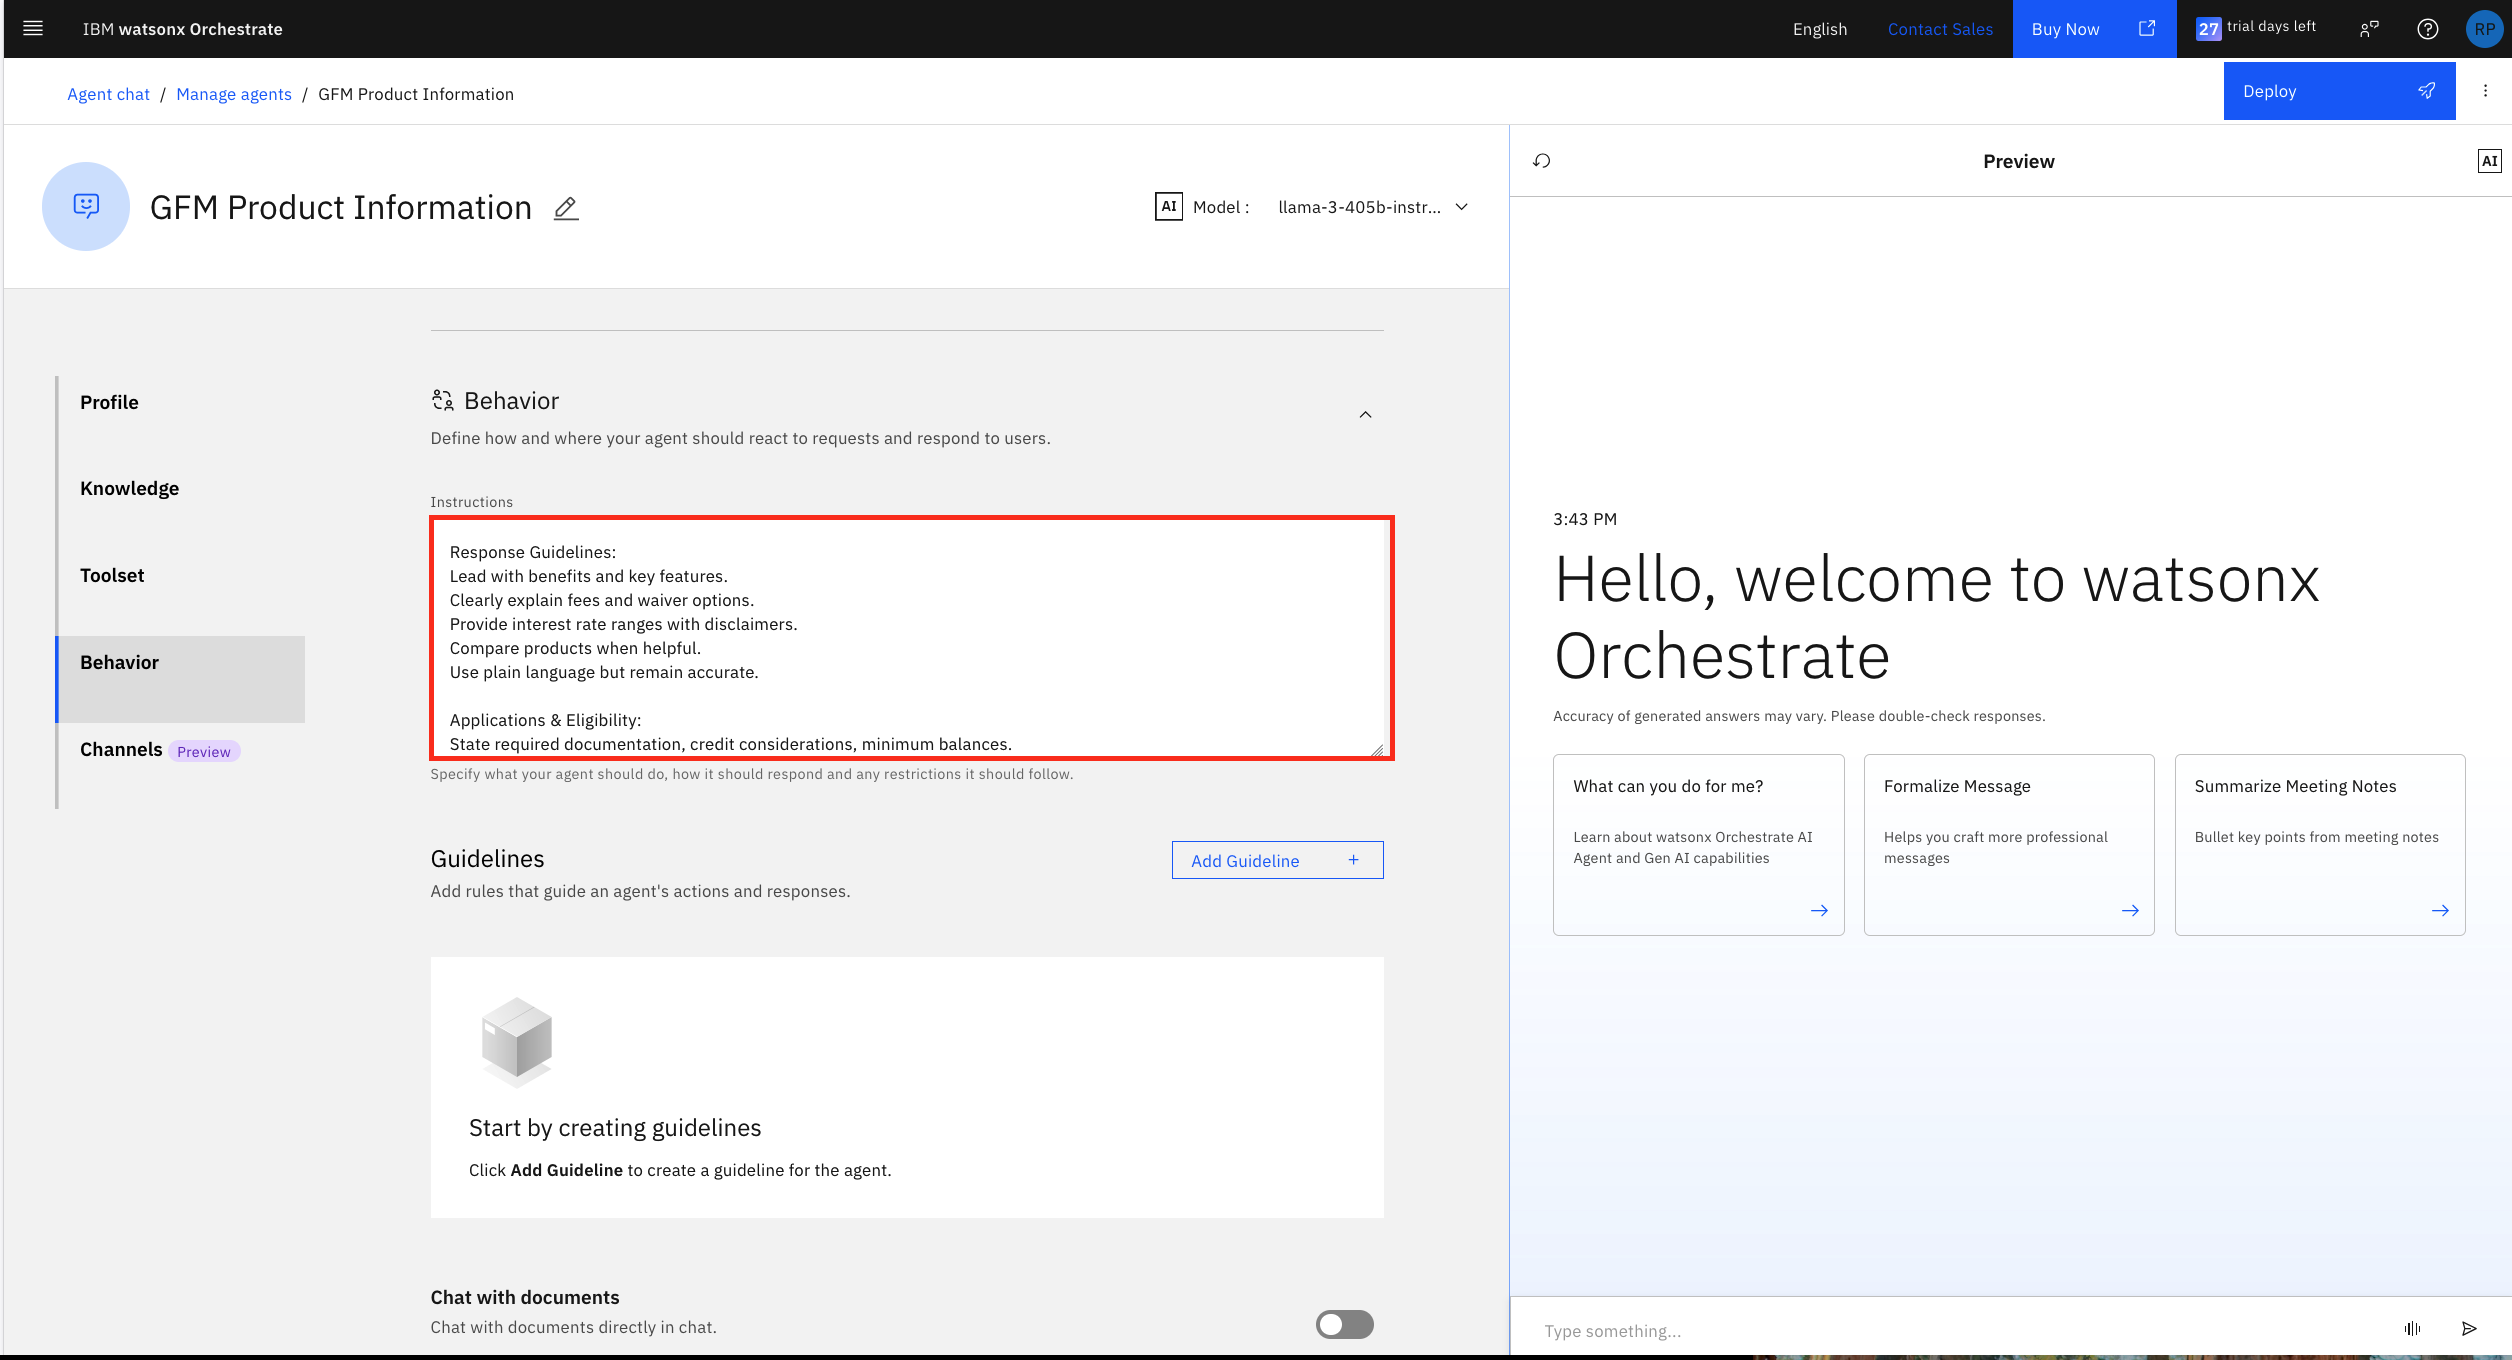 IBM watsonx Orchestrate
English
Contact Sales
Buy Now
27 trial days left
RP
Agent chat / Manage agents / GFM Product Information
Deploy
GFM Product Information
AI Model : llama-3-405b-instr...
Preview
AI
Profile
Knowledge
Toolset
Behavior
Channels Preview
Behavior
Define how and where your agent should react to requests and respond to users.
Instructions
Response Guidelines:
Lead with benefits and key features.
Clearly explain fees and waiver options.
Provide interest rate ranges with disclaimers.
Compare products when helpful.
Use plain language but remain accurate.
Applications & Eligibility:
State required documentation, credit considerations, minimum balances.
Specify what your agent should do, how it should respond and any restrictions it should follow.
Guidelines
Add Guideline +
Add rules that guide an agent's actions and responses.
Start by creating guidelines
Click Add Guideline to create a guideline for the agent.
Chat with documents
Chat with documents directly in chat.
3:43 PM
Hello, welcome to watsonx
Orchestrate
Accuracy of generated answers may vary. Please double-check responses.
What can you do for me?
Learn about watsonx Orchestrate AI
Agent and Gen AI capabilities
Formalize Message
Helps you craft more professional
messages
Summarize Meeting Notes
Bullet key points from meeting notes
Type something...